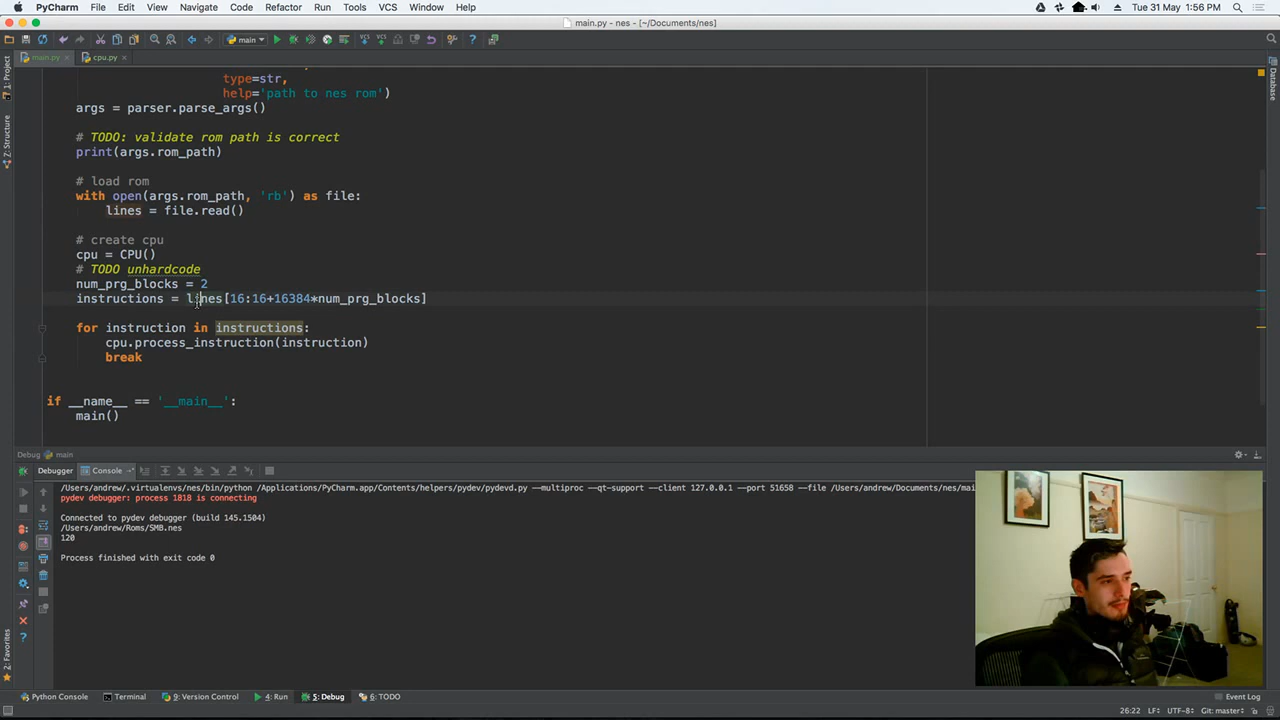 PyCharm File Edit View Navigate Code Refactor Run Tools VCS Window Help
Tue 31 May 1:56 PM
main.py - nes - [~/Documents/nes]
main
main.py cpu.py
1: Project
7: Structure
2: Favorites
Database
type=str,
help='path to nes rom')
args = parser.parse_args()
# TODO: validate rom path is correct
print(args.rom_path)
# load rom
with open(args.rom_path, 'rb') as file:
lines = file.read()
# create cpu
cpu = CPU()
# TODO unhardcode
num_prg_blocks = 2
instructions = lines[16:16+16384*num_prg_blocks]
for instruction in instructions:
cpu.process_instruction(instruction)
break
if __name__ == '__main__':
main()
Debug main
Debugger Console
/Users/andrew/.virtualenvs/nes/bin/python /Applications/PyCharm.app/Contents/helpers/pydev/pydevd.py --multiproc --qt-support --client 127.0.0.1 --port 51658 --file /Users/andrew/Documents/nes/mai
pydev debugger: process 1818 is connecting
Connected to pydev debugger (build 145.1504)
/Users/andrew/Roms/SMB.nes
120
Process finished with exit code 0
Python Console Terminal 9: Version Control 4: Run 5: Debug 6: TODO Event Log
26:22 LF÷ UTF-8÷ Git: master÷